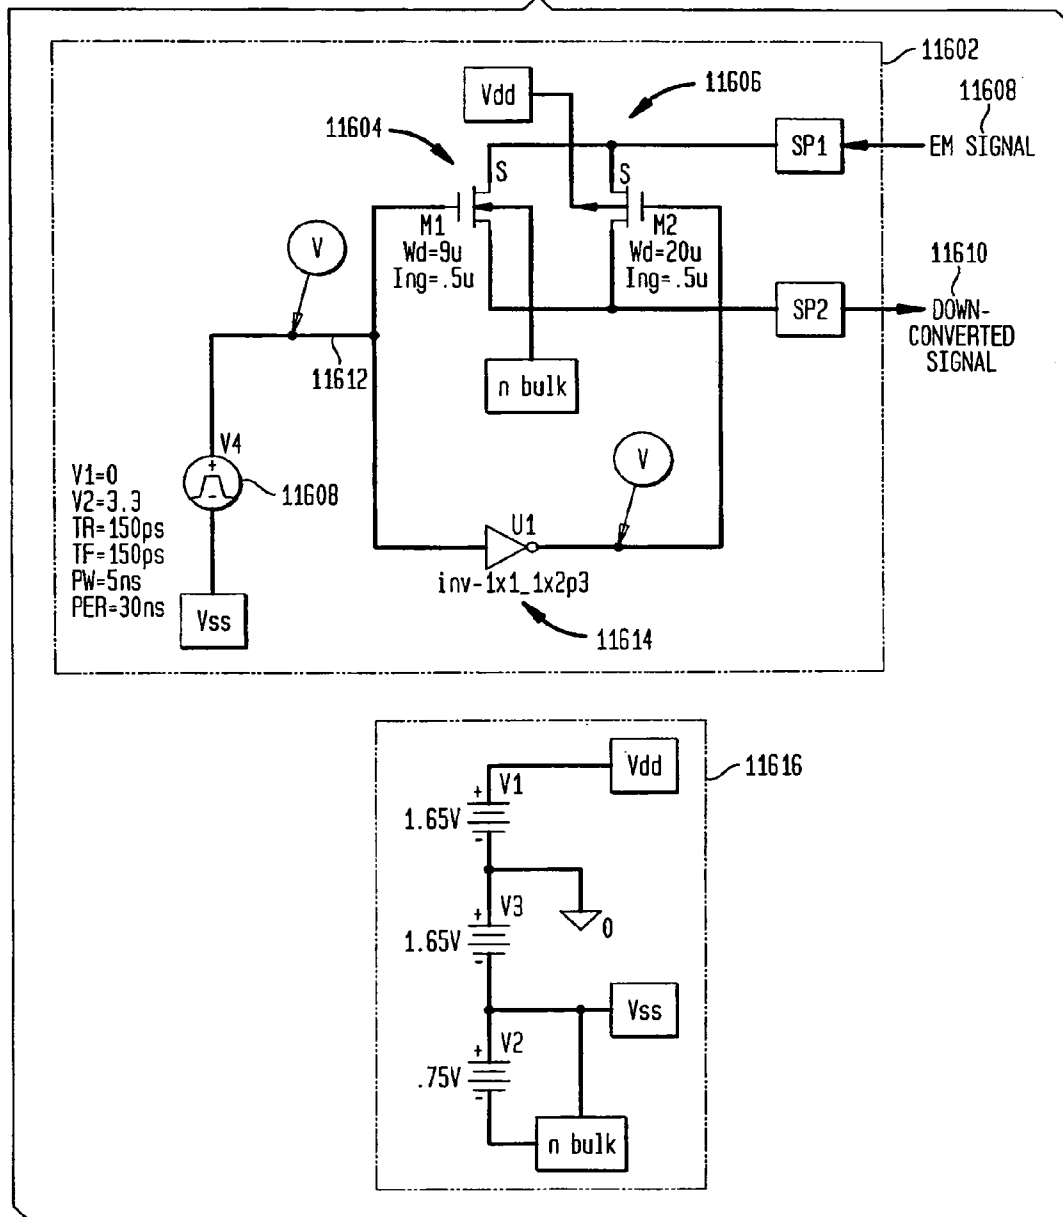 11602
Vdd
11606
11608
11604
SP1
EM SIGNAL
S
S
M1
Wd=9u
lng=.5u
M2
Wd=20u
lng=.5u
V
11610
SP2
DOWN-
CONVERTED
SIGNAL
11612
n bulk
V4
V
V1=0
V2=3.3
TR=150ps
TF=150ps
PW=5ns
PER=30ns
+
-
11608
U1
inv-1x1_1x2p3
Vss
11614
Vdd
11616
+ V1
1.65V
-
+ V3
0
1.65V
-
Vss
+ V2
.75V
-
n bulk